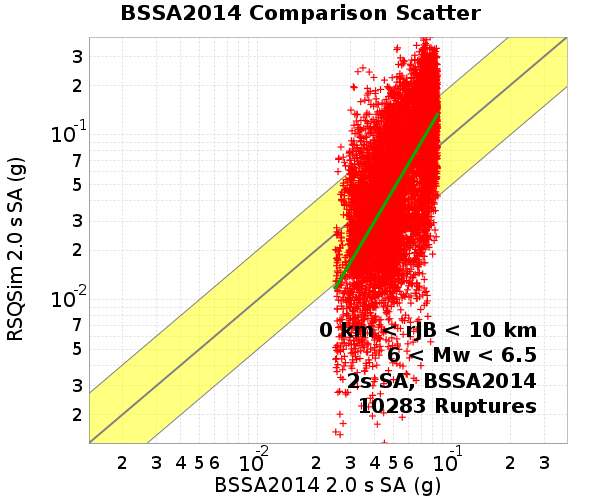 BSSA2014 Comparison Scatter
RSQSim 2.0 s SA (g)
3
2
10-1
7
5
3
2
10-2
7
5
3
2
0 km < rJB < 10 km
6 < Mw < 6.5
2s SA, BSSA2014
10283 Ruptures
2 3 4 5 6 10-2 2 3 4 5 6 10-1 2 3
BSSA2014 2.0 s SA (g)